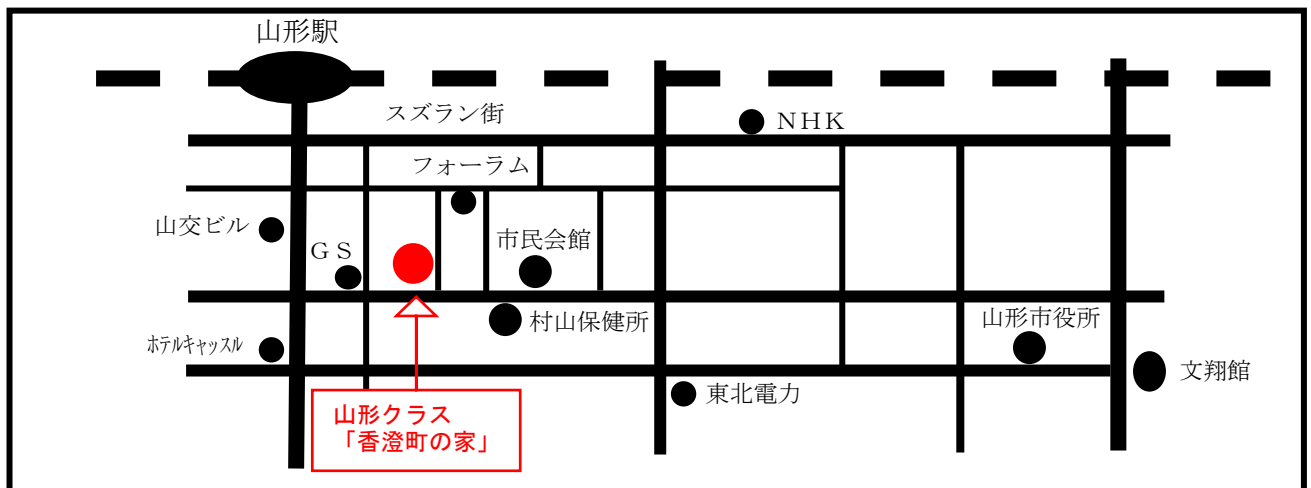 山形駅
スズラン街
ＮＨＫ
フォーラム
山交ビル
ＧＳ
市民会館
村山保健所
山形市役所
ﾎﾃﾙｷｬｯｽﾙ
文翔館
東北電力
山形クラス
「香澄町の家」